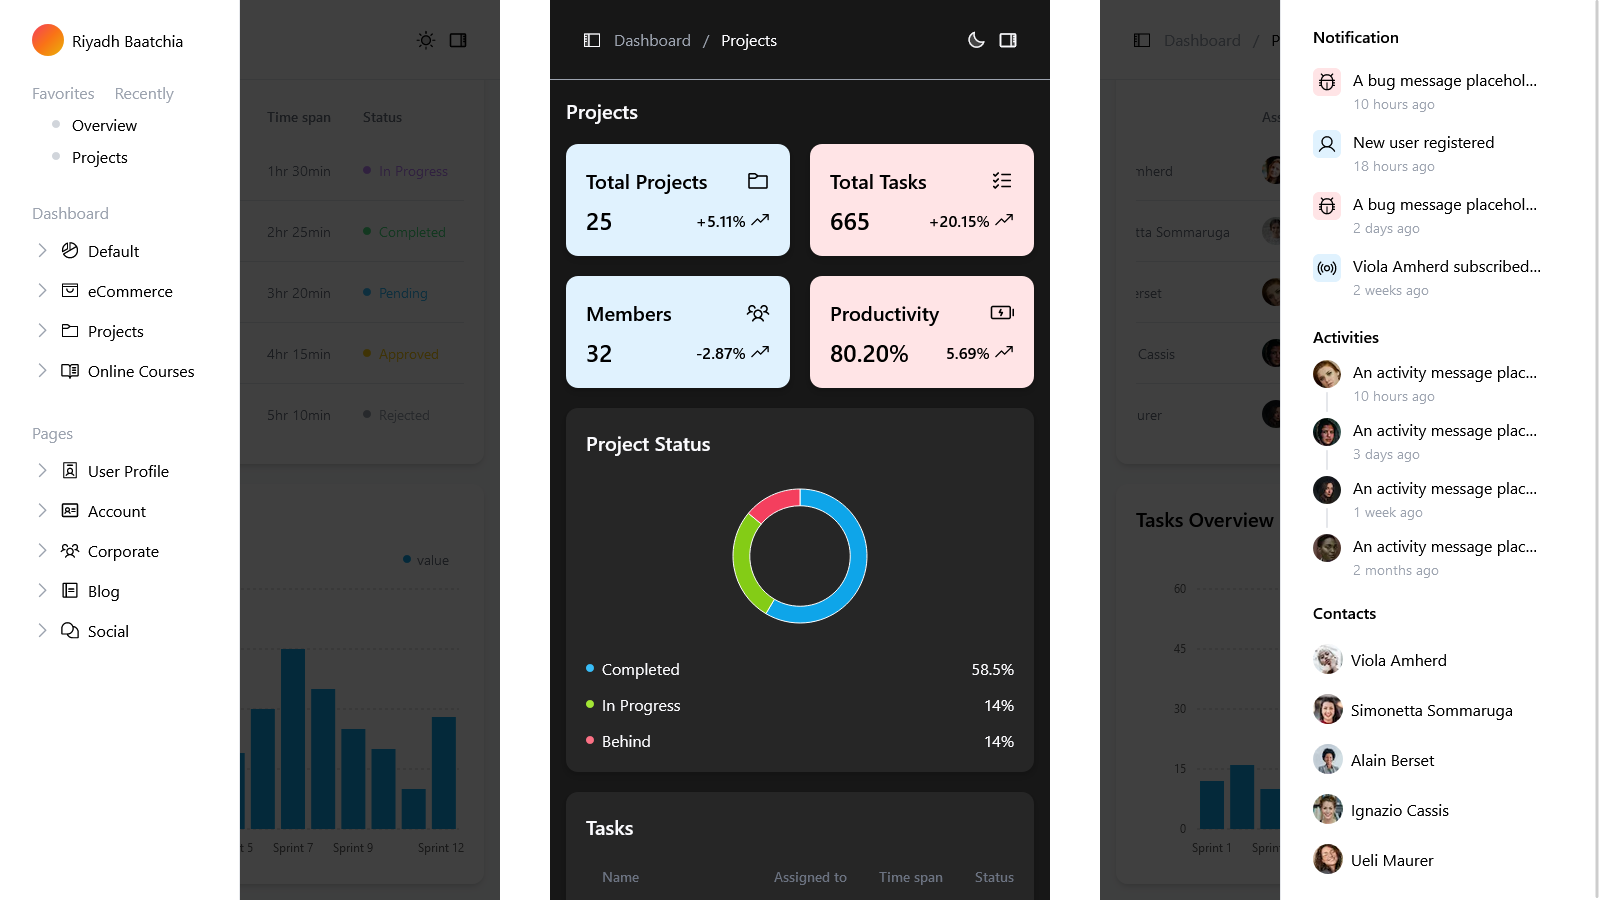 Riyadh Baatchia
Favorites Recently
Overview
Projects
Dashboard
Default
eCommerce
Projects
Online Courses
Pages
User Profile
Account
Corporate
Blog
Social
Time span Status
1hr 30min In Progress
2hr 25min Completed
3hr 20min Pending
4hr 15min Approved
5hr 10min Rejected
value
t 5 Sprint 7 Sprint 9 Sprint 12
Dashboard / Projects
Projects
Total Projects
25 +5.11%
Total Tasks
665 +20.15%
Members
32 -2.87%
Productivity
80.20% 5.69%
Project Status
Completed 58.5%
In Progress 14%
Behind 14%
Tasks
Name Assigned to Time span Status
Dashboard / P
Ass
mherd
tta Sommaruga
erset
Cassis
urer
Tasks Overview
60
45
30
15
0
Sprint 1 Sprin
Notification
A bug message placehol...
10 hours ago
New user registered
18 hours ago
A bug message placehol...
2 days ago
Viola Amherd subscribed...
2 weeks ago
Activities
An activity message plac...
10 hours ago
An activity message plac...
3 days ago
An activity message plac...
1 week ago
An activity message plac...
2 months ago
Contacts
Viola Amherd
Simonetta Sommaruga
Alain Berset
Ignazio Cassis
Ueli Maurer